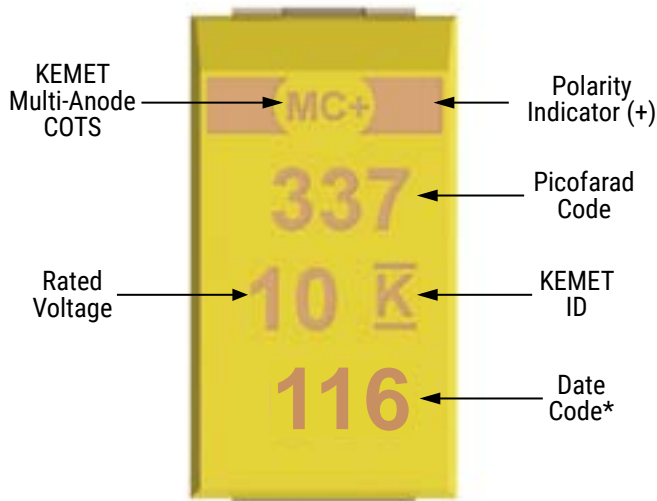 KEMET
Multi-Anode
COTS
MC+
Polarity
Indicator (+)
337
Picofarad
Code
Rated
Voltage
10 K
KEMET
ID
116
Date
Code*